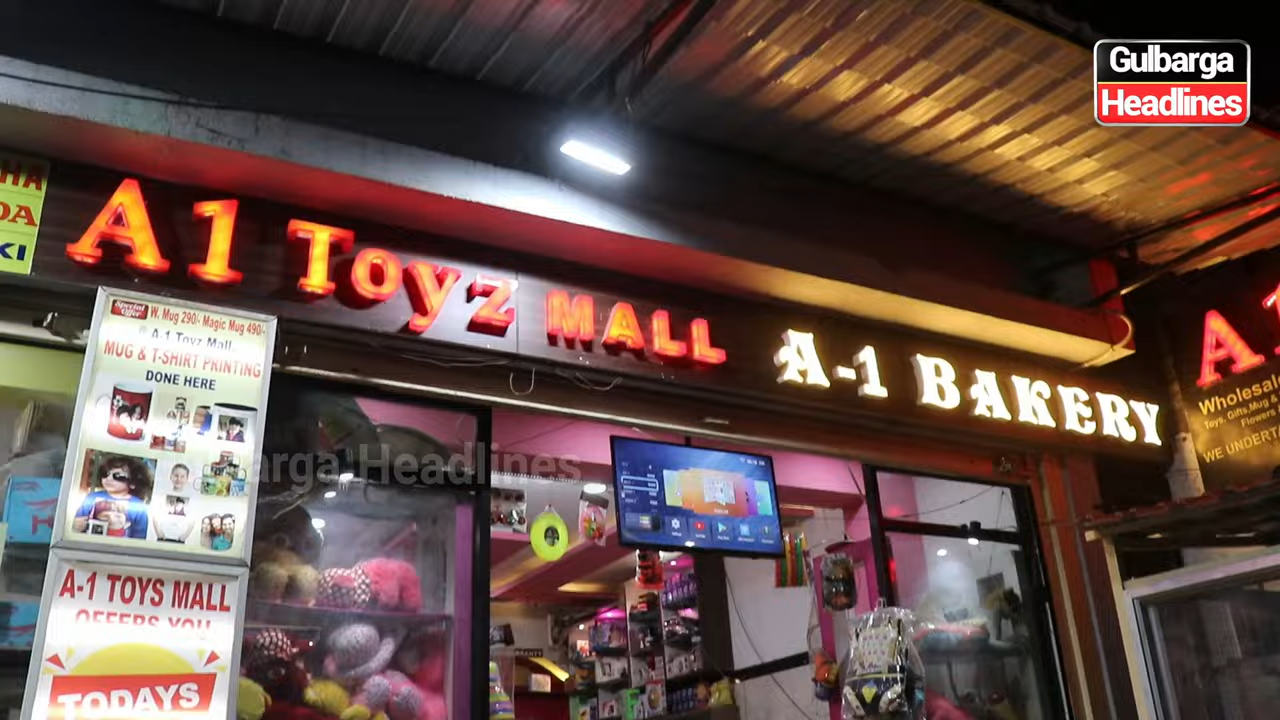 Gulbarga
Headlines
HA
DA
KI
A1 Toyz MALL
A-1 BAKERY
A1
Wholesale
Toys, Gifts, Mug &
Flowers
WE UNDERTA
Special
Offer
W. Mug 290/- Magic Mug 490/-
A-1 Toyz Mall.
MUG & T-SHIRT PRINTING
DONE HERE
Gulbarga Headlines
A-1 TOYS MALL
OFFERS YOU
TODAYS